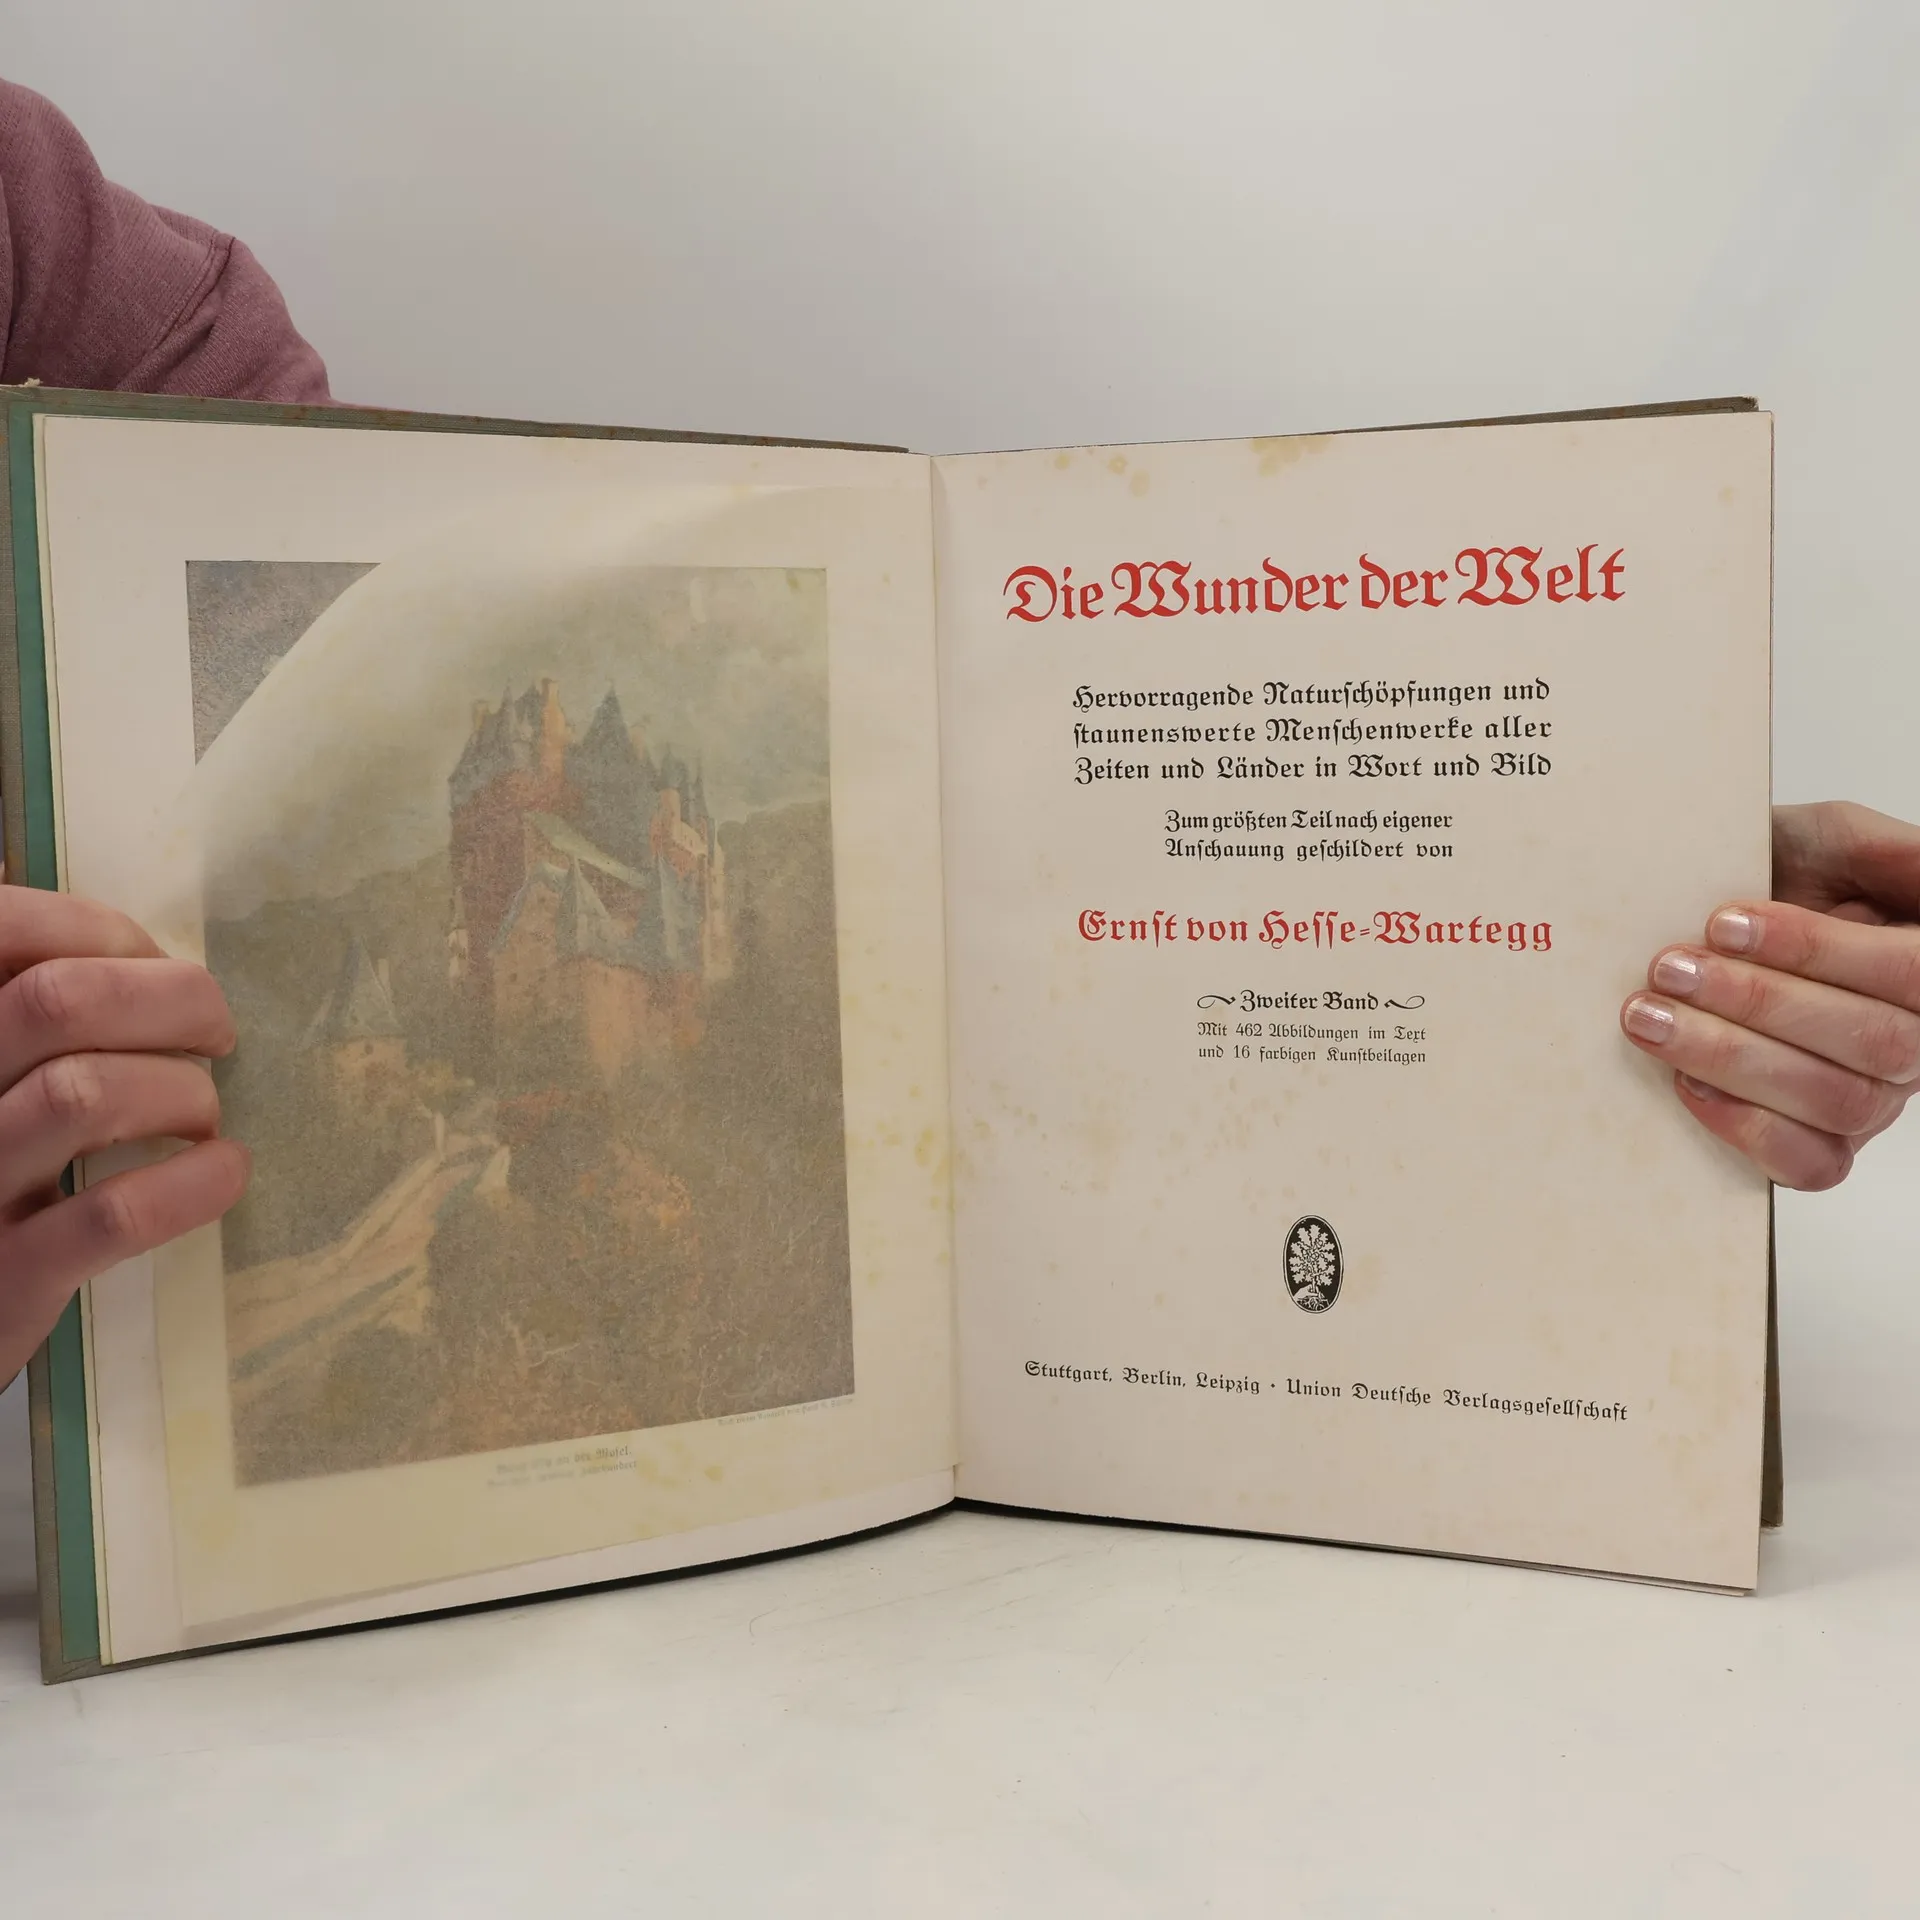 der Mosel.
Die Wunder der Welt
Hervorragende Naturſchöpfungen und
ſtaunenswerte Menſchenwerke aller
Zeiten und Länder in Wort und Bild
Zum größten Teil nach eigener
Anſchauung geſchildert von
Ernſt von Heſſe-Wartegg
Zweiter Band
Mit 462 Abbildungen im Text
und 16 farbigen Kunſtbeilagen
Stuttgart, Berlin, Leipzig · Union Deutſche Verlagsgeſellſchaft